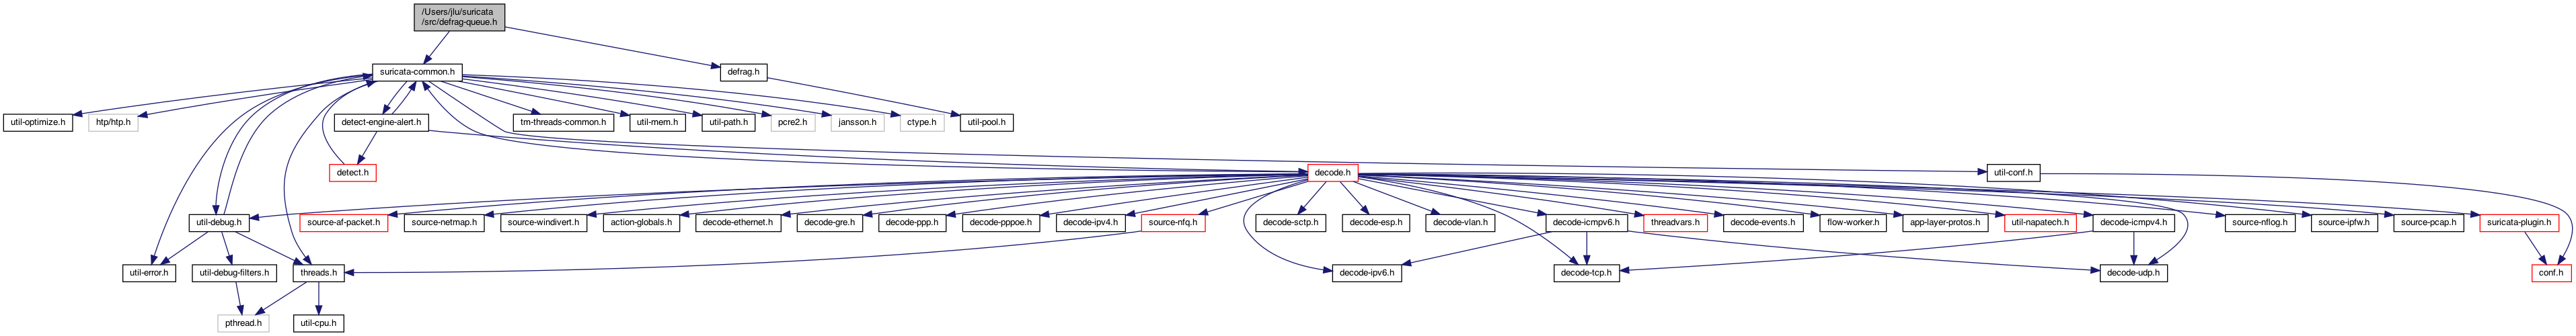 /Users/jlu/suricata
/src/defrag-queue.h
suricata-common.h
defrag.h
util-optimize.h
htp/htp.h
detect-engine-alert.h
tm-threads-common.h
util-mem.h
util-path.h
pcre2.h
jansson.h
ctype.h
util-pool.h
detect.h
decode.h
util-conf.h
util-debug.h
source-af-packet.h
source-netmap.h
source-windivert.h
action-globals.h
decode-ethernet.h
decode-gre.h
decode-ppp.h
decode-pppoe.h
decode-ipv4.h
source-nfq.h
decode-sctp.h
decode-esp.h
decode-vlan.h
decode-icmpv6.h
threadvars.h
decode-events.h
flow-worker.h
app-layer-protos.h
util-napatech.h
decode-icmpv4.h
source-nflog.h
source-ipfw.h
source-pcap.h
suricata-plugin.h
util-error.h
util-debug-filters.h
threads.h
decode-ipv6.h
decode-tcp.h
decode-udp.h
conf.h
pthread.h
util-cpu.h